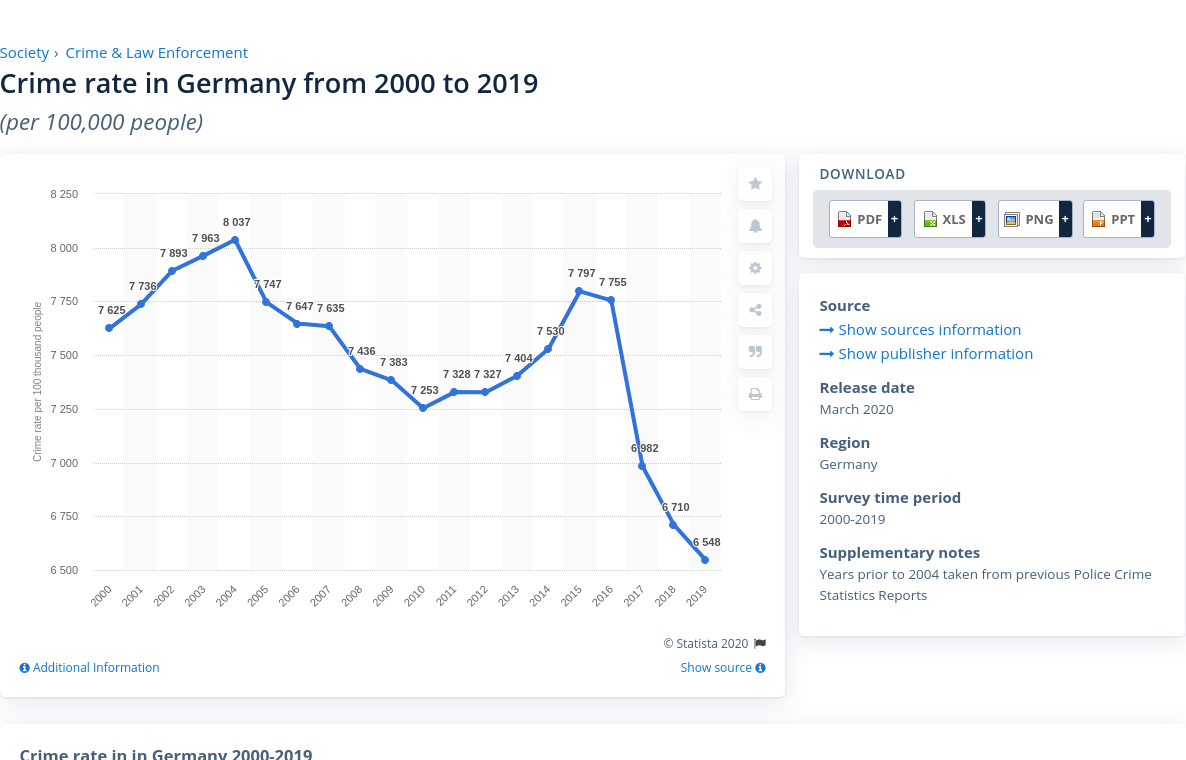 Society › Crime & Law Enforcement
Crime rate in Germany from 2000 to 2019
(per 100,000 people)
8 250
8 000
7 750
7 500
7 250
7 000
6 750
6 500
Crime rate per 100 thousand people
7 625
7 736
7 893
7 963
8 037
7 747
7 647
7 635
7 436
7 383
7 253
7 328
7 327
7 404
7 530
7 797
7 755
6 982
6 710
6 548
2000
2001
2002
2003
2004
2005
2006
2007
2008
2009
2010
2011
2012
2013
2014
2015
2016
2017
2018
2019
© Statista 2020
Additional Information
Show source
DOWNLOAD
PDF +
XLS +
PNG +
PPT +
Source
Show sources information
Show publisher information
Release date
March 2020
Region
Germany
Survey time period
2000-2019
Supplementary notes
Years prior to 2004 taken from previous Police Crime
Statistics Reports
Crime rate in in Germany 2000-2019